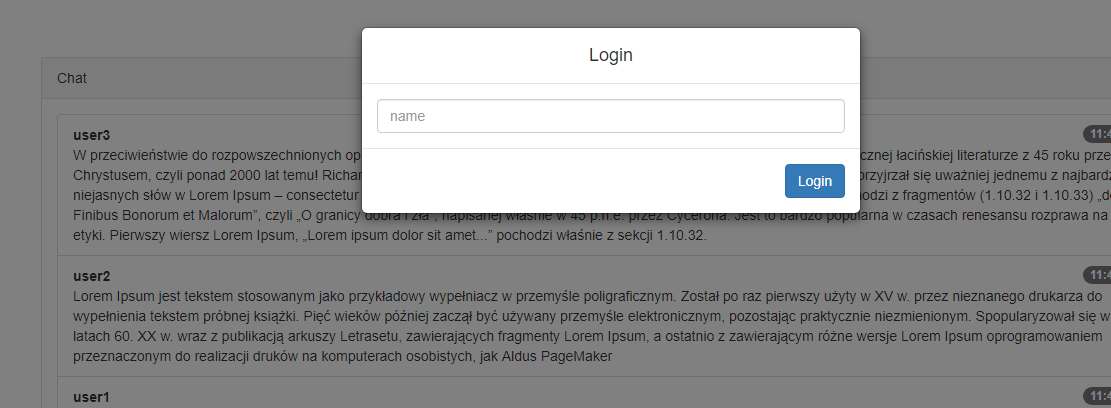 Login
Chat
name
user3
11:4
W przeciwieństwie do rozpowszechnionych op cznej łacińskiej literaturze z 45 roku prze
Chrystusem, czyli ponad 2000 lat temu! Richar przyjrzał się uważniej jednemu z najbardz
niejasnych słów w Lorem Ipsum – consectetur hodzi z fragmentów (1.10.32 i 1.10.33) „de
Login
Finibus Bonorum et Malorum”, czyli „O granicy dobra i zła”, napisanej właśnie w 45 p.n.e. przez Cycerona. Jest to bardzo popularna w czasach renesansu rozprawa na
etyki. Pierwszy wiersz Lorem Ipsum, „Lorem ipsum dolor sit amet...” pochodzi właśnie z sekcji 1.10.32.
user2
11:4
Lorem Ipsum jest tekstem stosowanym jako przykładowy wypełniacz w przemyśle poligraficznym. Został po raz pierwszy użyty w XV w. przez nieznanego drukarza do
wypełnienia tekstem próbnej książki. Pięć wieków później zaczął być używany przemyśle elektronicznym, pozostając praktycznie niezmienionym. Spopularyzował się w
latach 60. XX w. wraz z publikacją arkuszy Letrasetu, zawierających fragmenty Lorem Ipsum, a ostatnio z zawierającym różne wersje Lorem Ipsum oprogramowaniem
przeznaczonym do realizacji druków na komputerach osobistych, jak Aldus PageMaker
user1
11:4